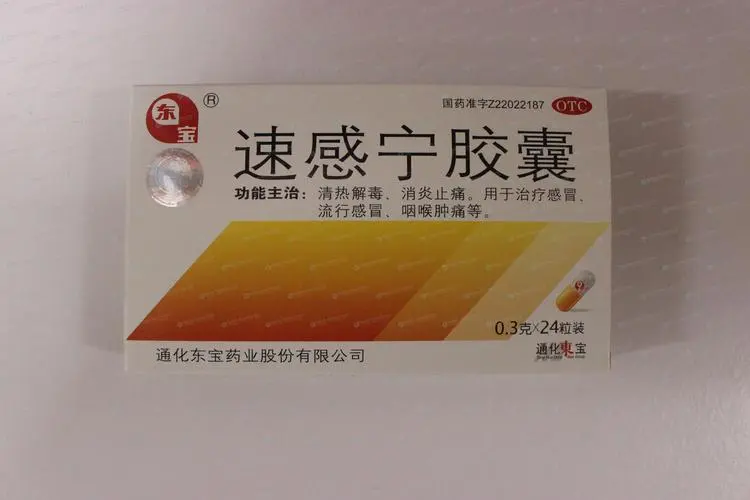 东宝®
国药准字Z22022187 OTC
速感宁胶囊
功能主治：清热解毒、消炎止痛。用于治疗感冒、
流行感冒、咽喉肿痛等。
0.3克×24粒装
通化东宝药业股份有限公司
通化東宝